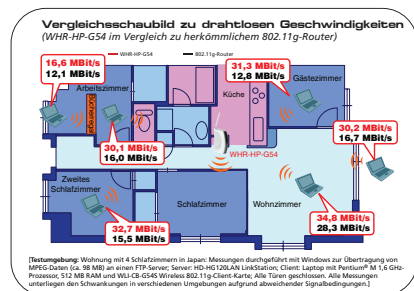 Vergleichsschaubild zu drahtlosen Geschwindigkeiten
(WHR-HP-G54 im Vergleich zu herkömmlichem 802.11g-Router)
WHR-HP-G54
802.11g-Router
16,6 MBit/s
12,1 MBit/s
Arbeitszimmer
Bücherregal
30,1 MBit/s
16,0 MBit/s
31,3 MBit/s
12,8 MBit/s
Gästezimmer
Küche
WHR-HP-G54
30,2 MBit/s
16,7 MBit/s
Zweites
Schlafzimmer
32,7 MBit/s
15,5 MBit/s
Schlafzimmer
Wohnzimmer
34,8 MBit/s
28,3 MBit/s
[Testumgebung: Wohnung mit 4 Schlafzimmern in Japan: Messungen durchgeführt mit Windows zur Übertragung von
MPEG-Daten (ca. 98 MB) an einen FTP-Server; Server: HD-HG120LAN LinkStation; Client: Laptop mit Pentium® M 1,6 GHz-
Prozessor, 512 MB RAM und WLI-CB-G54S Wireless 802.11g-Client-Karte; Alle Türen geschlossen. Alle Messungen
unterliegen den Schwankungen in verschiedenen Umgebungen aufgrund abweichender Signalbedingungen.]